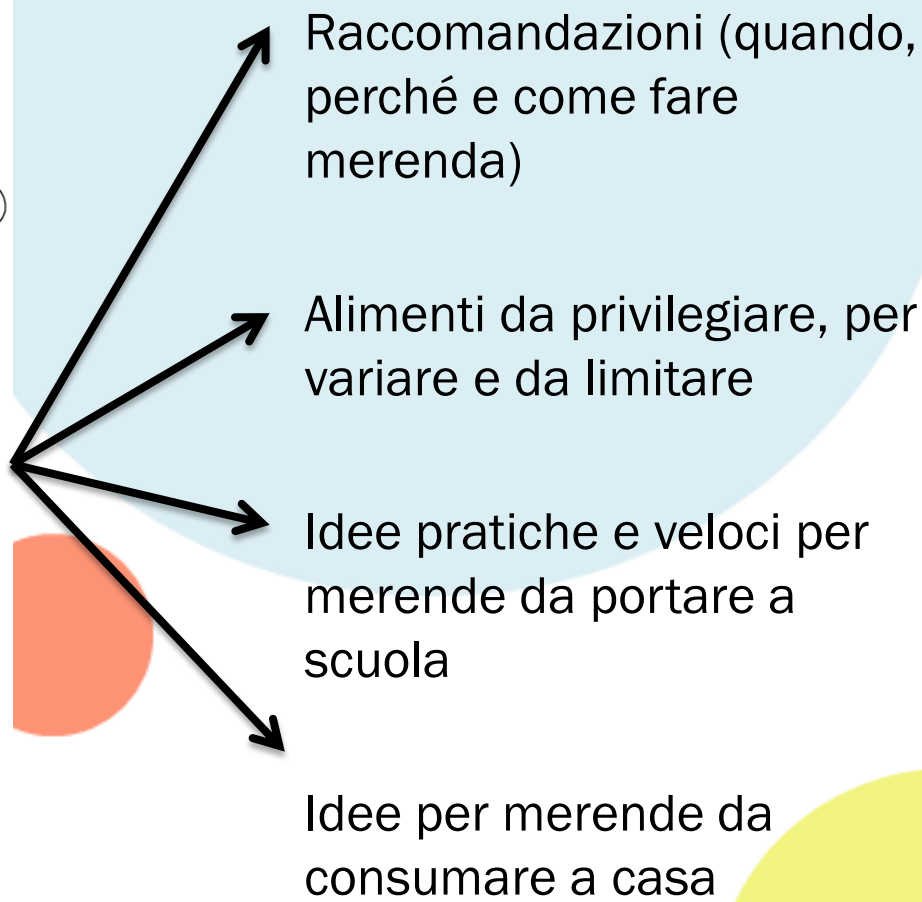 Raccomandazioni (quando,
perché e come fare
merenda)
Alimenti da privilegiare, per
variare e da limitare
Idee pratiche e veloci per
merende da portare a
scuola
Idee per merende da
consumare a casa